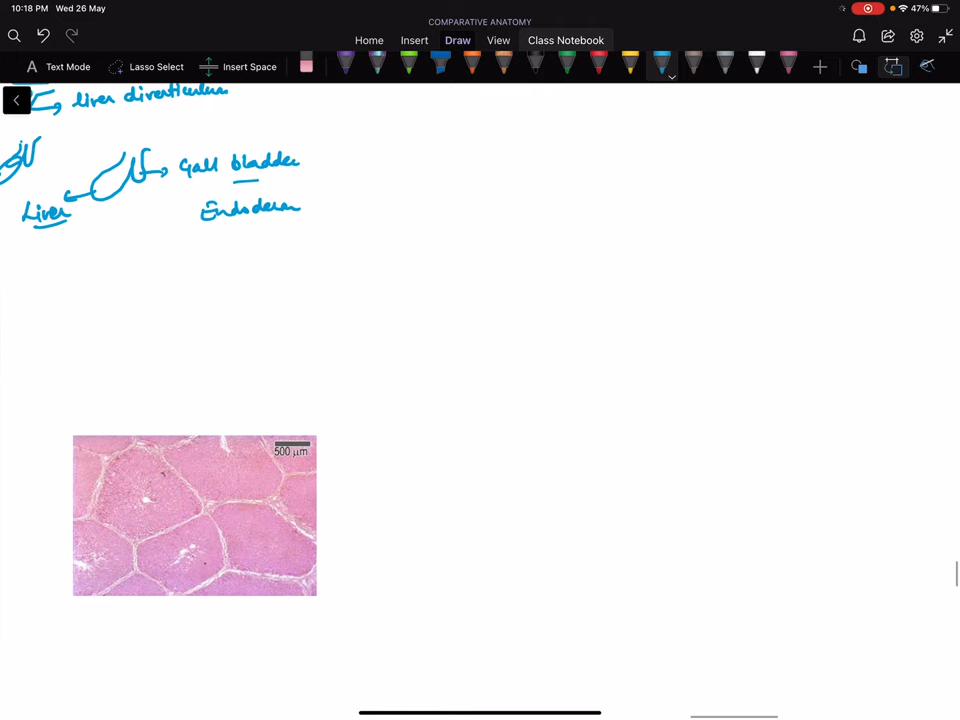 10:18 PM Wed 26 May
47%
COMPARATIVE ANATOMY
Home Insert Draw View Class Notebook
A Text Mode Lasso Select Insert Space
liver diverticulum
Gall bladder
Liver
Endoderm
500 µm